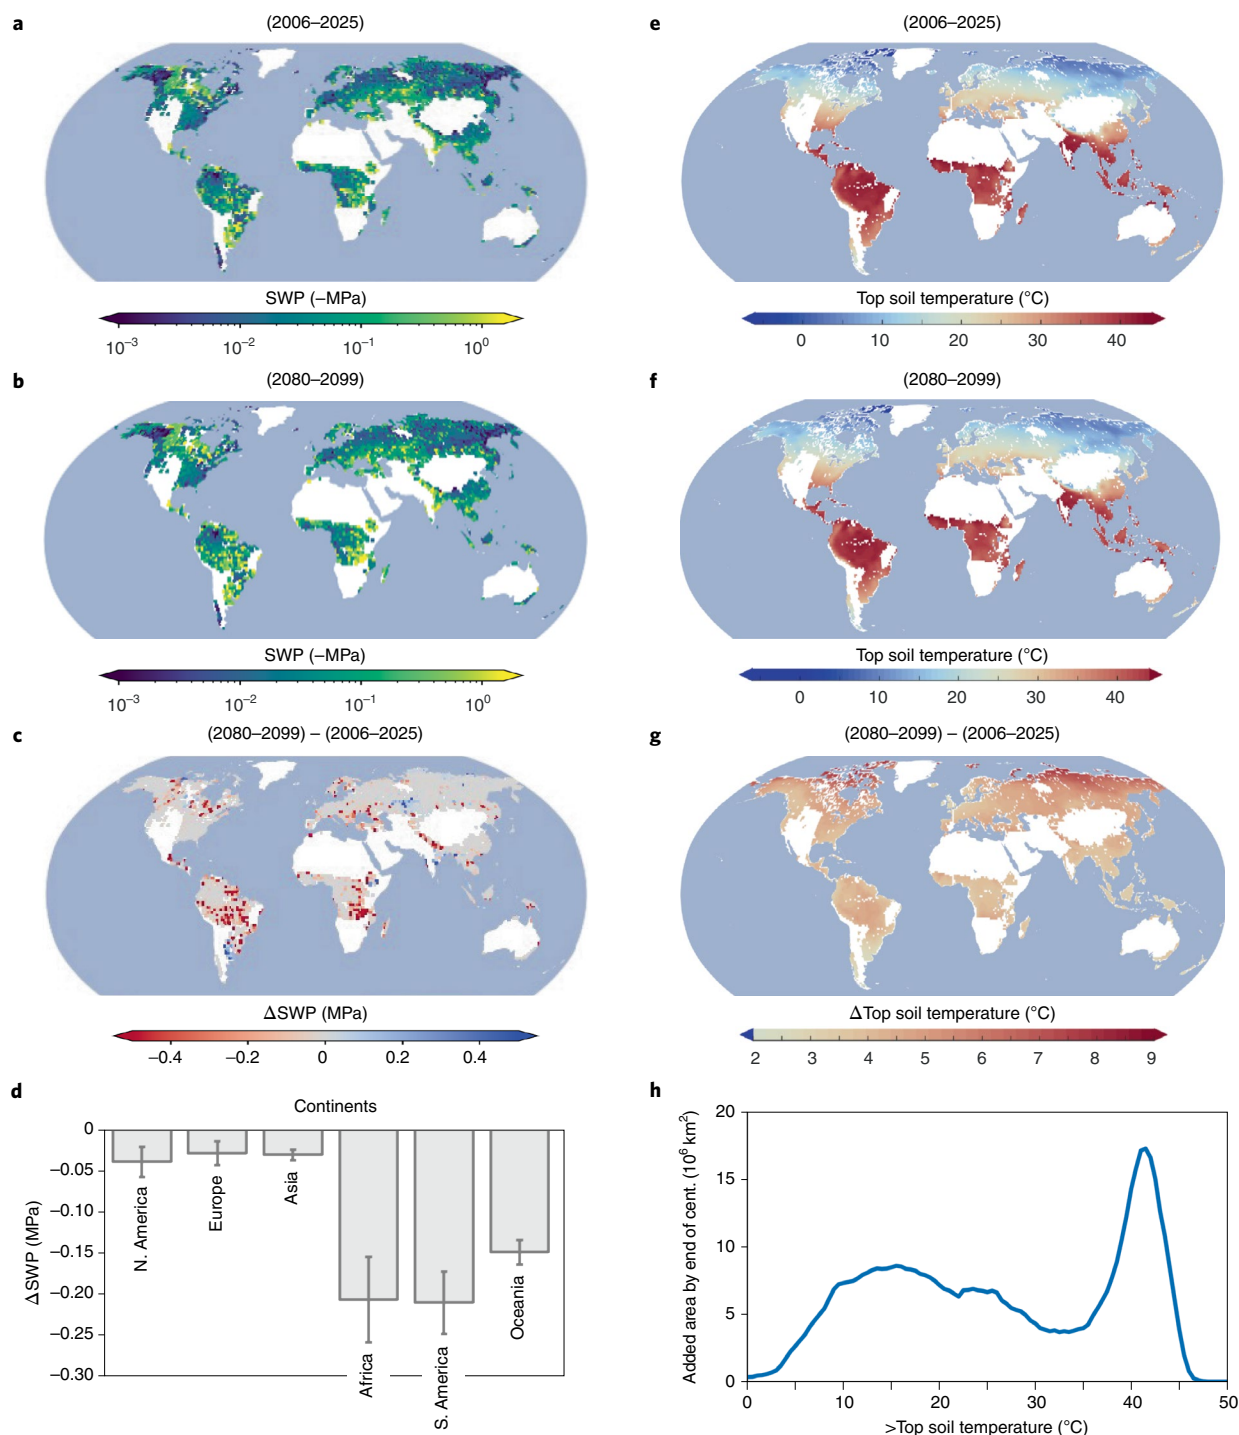 a
(2006–2025)
SWP (–MPa)
10⁻³ 10⁻² 10⁻¹ 10⁰
b
(2080–2099)
SWP (–MPa)
10⁻³ 10⁻² 10⁻¹ 10⁰
c
(2080–2099) – (2006–2025)
ΔSWP (MPa)
–0.4 –0.2 0 0.2 0.4
d
Continents
ΔSWP (MPa)
0
–0.05
–0.10
–0.15
–0.20
–0.25
–0.30
N. America
Europe
Asia
Africa
S. America
Oceania
e
(2006–2025)
Top soil temperature (°C)
0 10 20 30 40
f
(2080–2099)
Top soil temperature (°C)
0 10 20 30 40
g
(2080–2099) – (2006–2025)
ΔTop soil temperature (°C)
2 3 4 5 6 7 8 9
h
Added area by end of cent. (10⁶ km²)
20
15
10
5
0
0 10 20 30 40 50
>Top soil temperature (°C)